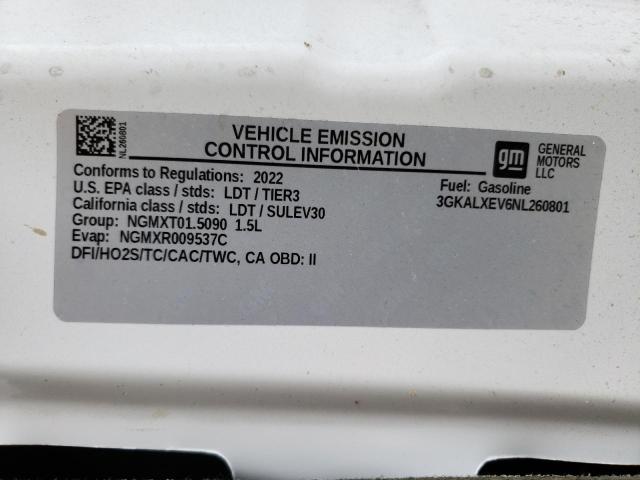 NL260801
VEHICLE EMISSION
CONTROL INFORMATION
gm
GENERAL
MOTORS
LLC
Conforms to Regulations: 2022
U.S. EPA class / stds: LDT / TIER3
California class / stds: LDT / SULEV30
Group: NGMXT01.5090 1.5L
Evap: NGMXR009537C
DFI/HO2S/TC/CAC/TWC, CA OBD: II
Fuel: Gasoline
3GKALXEV6NL260801